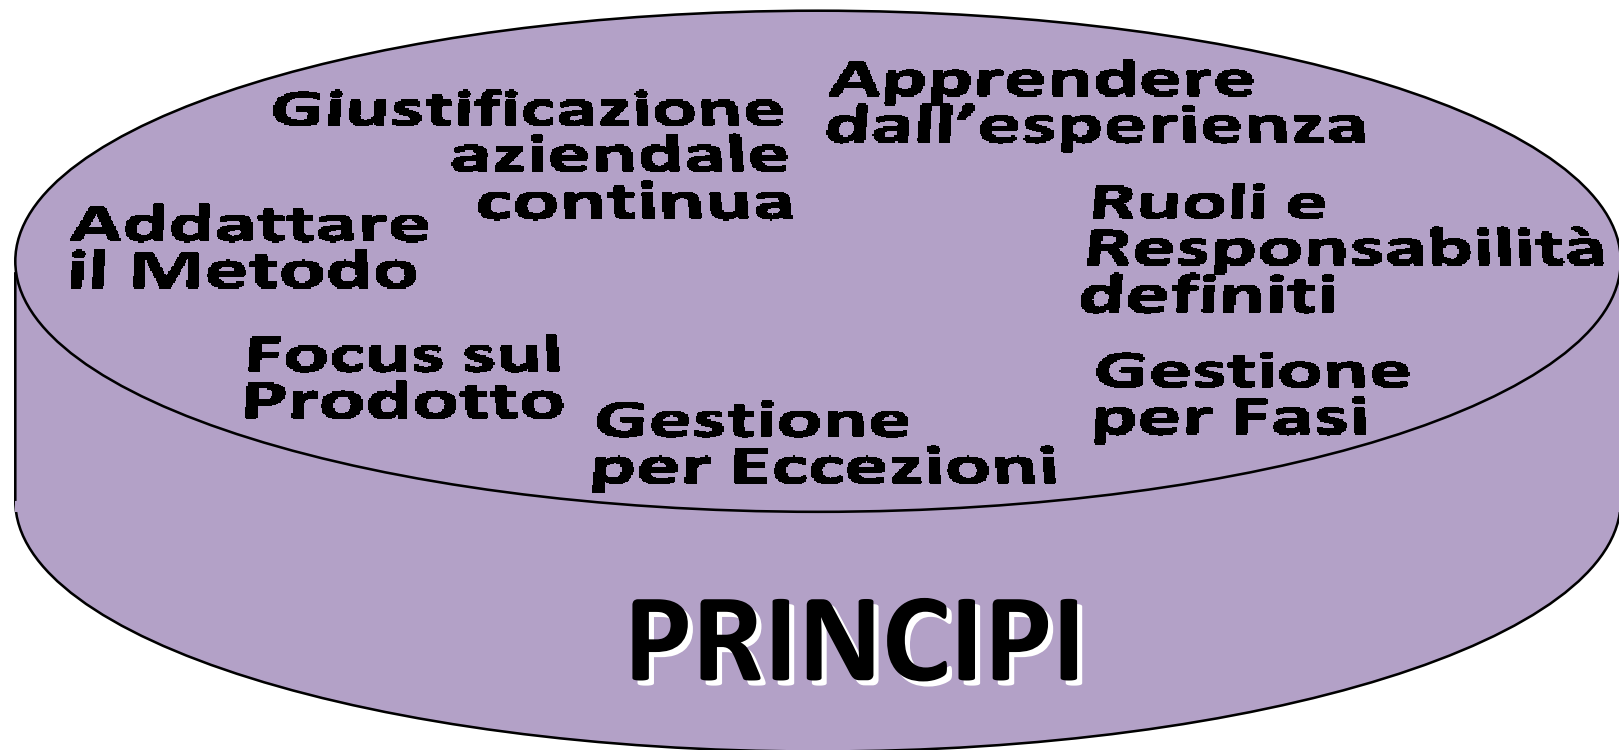 Giustificazione
aziendale
continua
Apprendere
dall’esperienza
Ruoli e
Responsabilità
definiti
Gestione
per Fasi
Gestione
per Eccezioni
Focus sul
Prodotto
Addattare
il Metodo
PRINCIPI